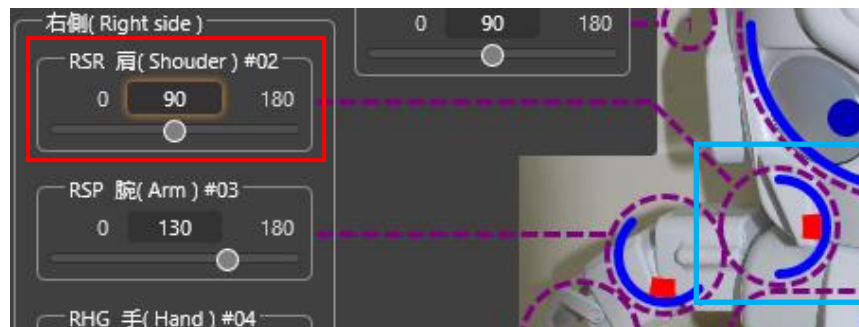 右側( Right side )
0 90 180
1
RSR 肩( Shouder ) #02
0 90 180
RSP 腕( Arm ) #03
0 130 180
RHG 手( Hand ) #04